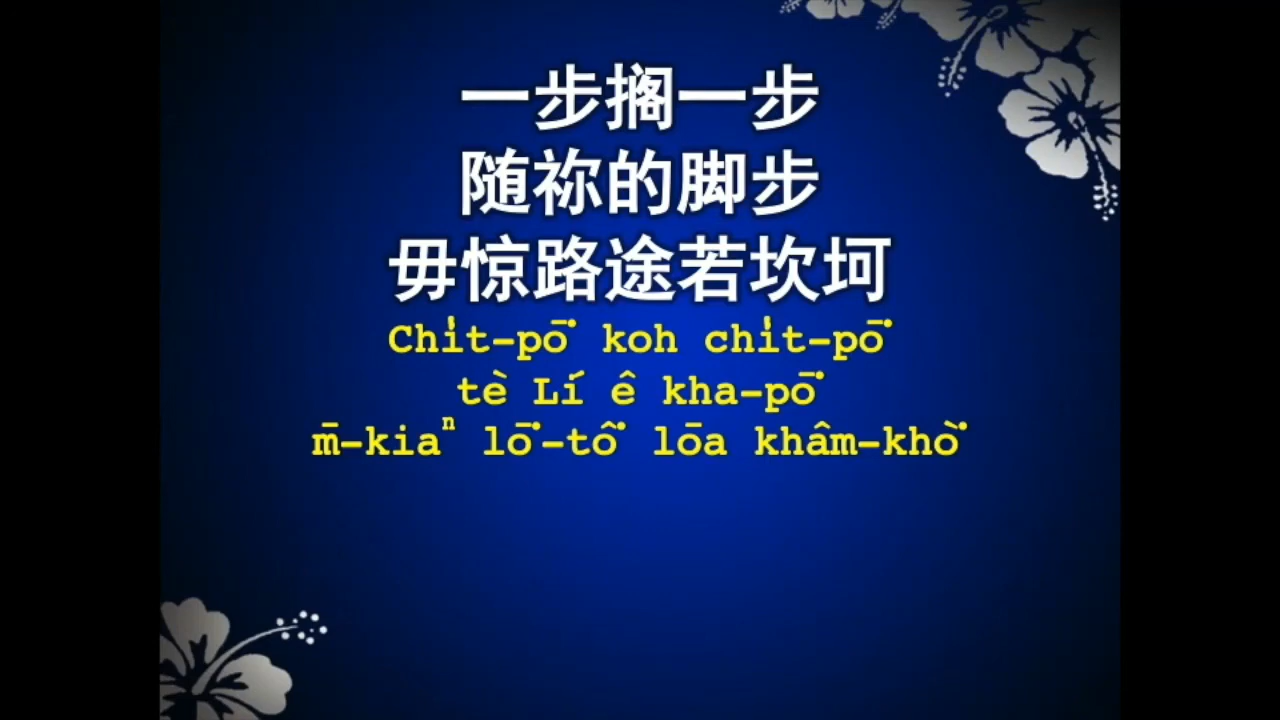 一步搁一步
随祢的脚步
毋惊路途若坎坷
Chi̍t-pō͘ koh chi̍t-pō͘
tè Lí ê kha-pō͘
m̄-kiaⁿ lō͘-tô͘ lōa khâm-khò͘